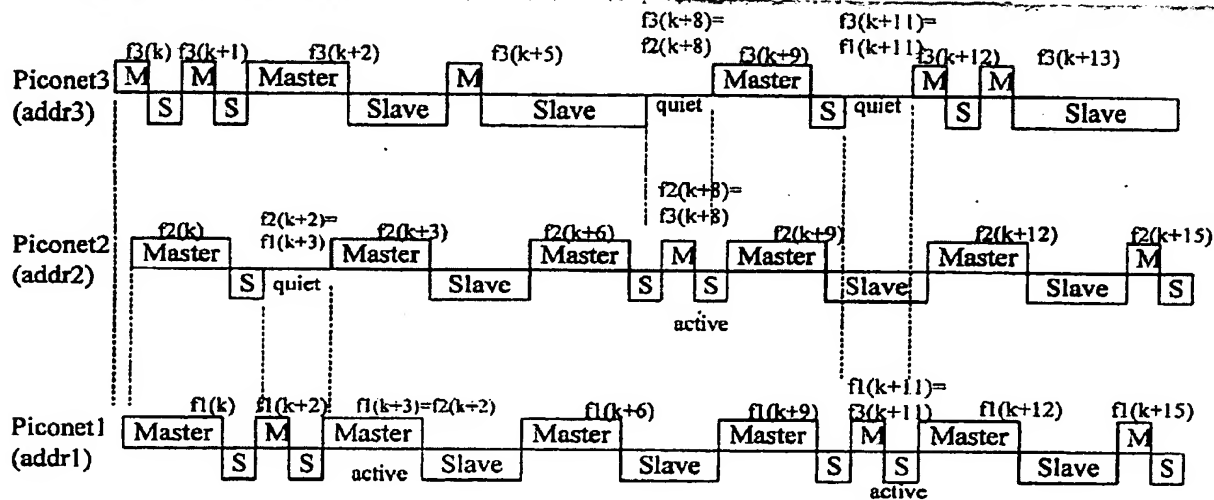 f3(k+8)= f3(k+11)=
f3(k) f3(k+1) f3(k+2) f3(k+5) f2(k+8) f1(k+11) f3(k+12) f3(k+13)
Piconet3 M M Master M Master M M
(addr3) S S Slave Slave quiet S quiet S Slave
f2(k+8)=
f2(k) f2(k+2)= f2(k+3) f2(k+6) f3(k+8) f2(k+9) f2(k+12) f2(k+15)
f1(k+3)
Piconet2 Master Master Master M Master Master M
(addr2) S quiet Slave S S Slave Slave S
active
f1(k+11)=
f1(k) f1(k+2) f1(k+3)=f2(k+2) f1(k+6) f1(k+9) f3(k+11) f1(k+12) f1(k+15)
Piconet1 Master M Master Master Master M Master M
(addr1) S S active Slave Slave S S Slave S
active